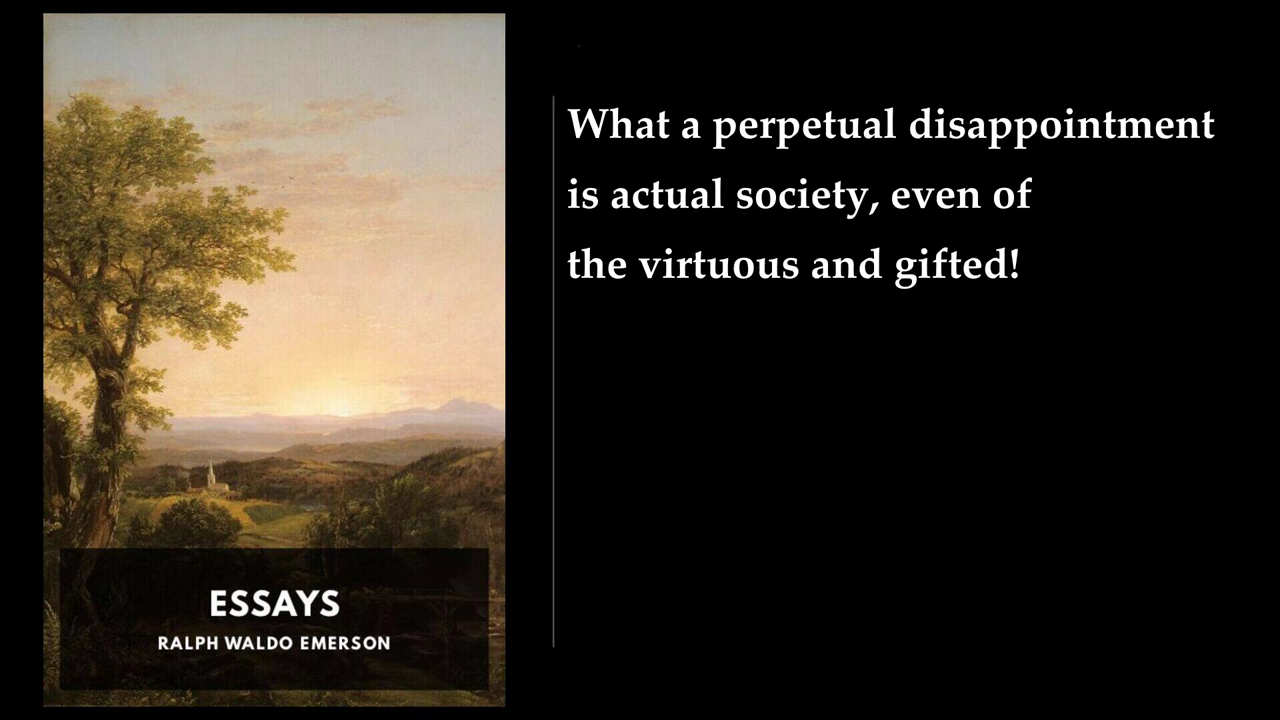 What a perpetual disappointment
is actual society, even of
the virtuous and gifted!
ESSAYS
RALPH WALDO EMERSON